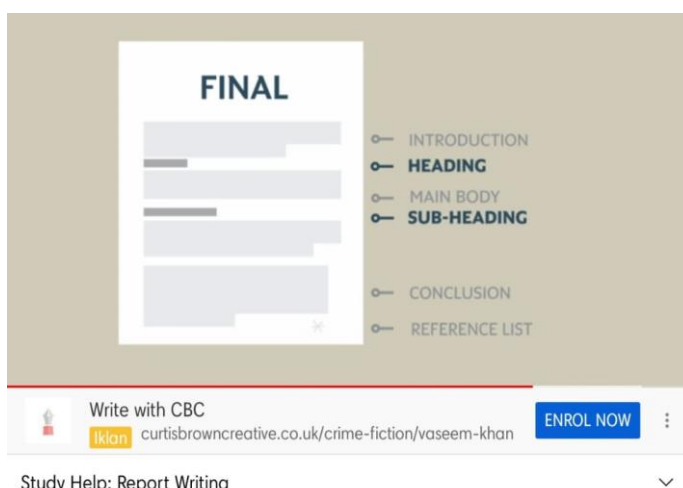 FINAL
INTRODUCTION
HEADING
MAIN BODY
SUB-HEADING
CONCLUSION
REFERENCE LIST
Write with CBC
Iklan curtisbrowncreative.co.uk/crime-fiction/vaseem-khan
ENROL NOW
Study Help: Report Writing